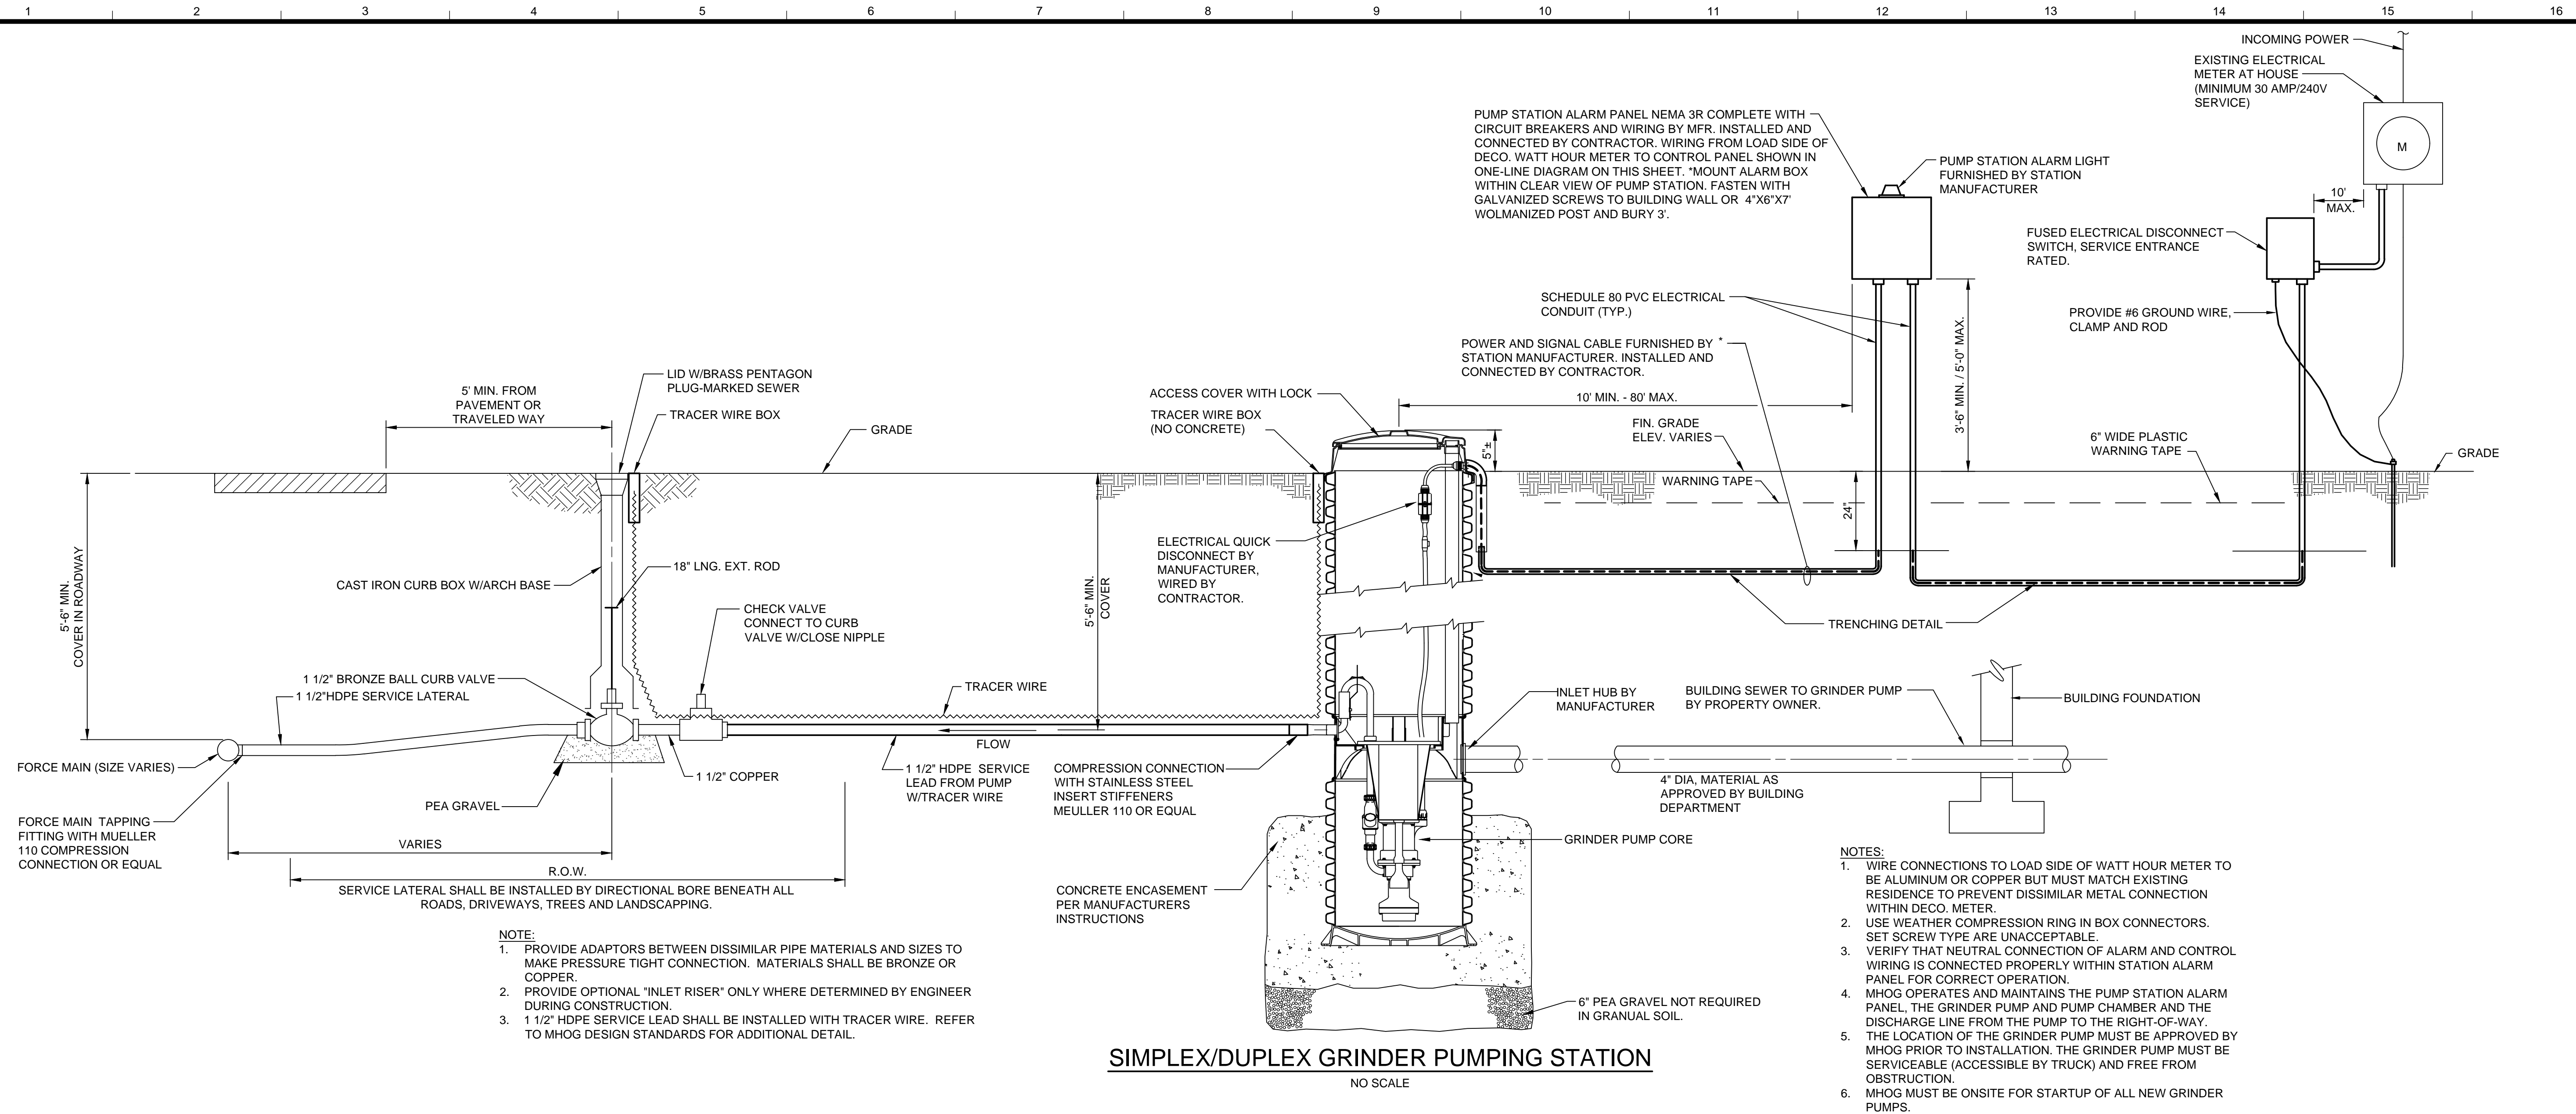 1 2 3 4 5 6 7 8 9 10 11 12 13 14 15 16
INCOMING POWER
EXISTING ELECTRICAL
METER AT HOUSE
(MINIMUM 30 AMP/240V
SERVICE)
M
10'
MAX.
PUMP STATION ALARM PANEL NEMA 3R COMPLETE WITH
CIRCUIT BREAKERS AND WIRING BY MFR. INSTALLED AND
CONNECTED BY CONTRACTOR. WIRING FROM LOAD SIDE OF
DECO. WATT HOUR METER TO CONTROL PANEL SHOWN IN
ONE-LINE DIAGRAM ON THIS SHEET. *MOUNT ALARM BOX
WITHIN CLEAR VIEW OF PUMP STATION. FASTEN WITH
GALVANIZED SCREWS TO BUILDING WALL OR 4"X6"X7'
WOLMANIZED POST AND BURY 3'.
PUMP STATION ALARM LIGHT
FURNISHED BY STATION
MANUFACTURER
FUSED ELECTRICAL DISCONNECT
SWITCH, SERVICE ENTRANCE
RATED.
SCHEDULE 80 PVC ELECTRICAL
CONDUIT (TYP.)
PROVIDE #6 GROUND WIRE,
CLAMP AND ROD
POWER AND SIGNAL CABLE FURNISHED BY *
STATION MANUFACTURER. INSTALLED AND
CONNECTED BY CONTRACTOR.
3'-6" MIN. / 5'-0" MAX.
10' MIN. - 80' MAX.
5' MIN. FROM
PAVEMENT OR
TRAVELED WAY
LID W/BRASS PENTAGON
PLUG-MARKED SEWER
TRACER WIRE BOX
GRADE
ACCESS COVER WITH LOCK
TRACER WIRE BOX
(NO CONCRETE)
5"±
FIN. GRADE
ELEV. VARIES
6" WIDE PLASTIC
WARNING TAPE
GRADE
WARNING TAPE
24"
5'-6" MIN.
COVER IN ROADWAY
CAST IRON CURB BOX W/ARCH BASE
18" LNG. EXT. ROD
CHECK VALVE
CONNECT TO CURB
VALVE W/CLOSE NIPPLE
5'-6" MIN.
COVER
ELECTRICAL QUICK
DISCONNECT BY
MANUFACTURER,
WIRED BY
CONTRACTOR.
TRENCHING DETAIL
1 1/2" BRONZE BALL CURB VALVE
1 1/2"HDPE SERVICE LATERAL
TRACER WIRE
INLET HUB BY
MANUFACTURER
BUILDING SEWER TO GRINDER PUMP
BY PROPERTY OWNER.
BUILDING FOUNDATION
FLOW
FORCE MAIN (SIZE VARIES)
1 1/2" COPPER
1 1/2" HDPE SERVICE
LEAD FROM PUMP
W/TRACER WIRE
COMPRESSION CONNECTION
WITH STAINLESS STEEL
INSERT STIFFENERS
MEULLER 110 OR EQUAL
4" DIA, MATERIAL AS
APPROVED BY BUILDING
DEPARTMENT
PEA GRAVEL
FORCE MAIN TAPPING
FITTING WITH MUELLER
110 COMPRESSION
CONNECTION OR EQUAL
VARIES
GRINDER PUMP CORE
R.O.W.
SERVICE LATERAL SHALL BE INSTALLED BY DIRECTIONAL BORE BENEATH ALL
ROADS, DRIVEWAYS, TREES AND LANDSCAPPING.
CONCRETE ENCASEMENT
PER MANUFACTURERS
INSTRUCTIONS
6" PEA GRAVEL NOT REQUIRED
IN GRANUAL SOIL.
NOTE:
1. PROVIDE ADAPTORS BETWEEN DISSIMILAR PIPE MATERIALS AND SIZES TO
MAKE PRESSURE TIGHT CONNECTION. MATERIALS SHALL BE BRONZE OR
COPPER.
2. PROVIDE OPTIONAL "INLET RISER" ONLY WHERE DETERMINED BY ENGINEER
DURING CONSTRUCTION.
3. 1 1/2" HDPE SERVICE LEAD SHALL BE INSTALLED WITH TRACER WIRE. REFER
TO MHOG DESIGN STANDARDS FOR ADDITIONAL DETAIL.
SIMPLEX/DUPLEX GRINDER PUMPING STATION
NO SCALE
NOTES:
1. WIRE CONNECTIONS TO LOAD SIDE OF WATT HOUR METER TO
BE ALUMINUM OR COPPER BUT MUST MATCH EXISTING
RESIDENCE TO PREVENT DISSIMILAR METAL CONNECTION
WITHIN DECO. METER.
2. USE WEATHER COMPRESSION RING IN BOX CONNECTORS.
SET SCREW TYPE ARE UNACCEPTABLE.
3. VERIFY THAT NEUTRAL CONNECTION OF ALARM AND CONTROL
WIRING IS CONNECTED PROPERLY WITHIN STATION ALARM
PANEL FOR CORRECT OPERATION.
4. MHOG OPERATES AND MAINTAINS THE PUMP STATION ALARM
PANEL, THE GRINDER PUMP AND PUMP CHAMBER AND THE
DISCHARGE LINE FROM THE PUMP TO THE RIGHT-OF-WAY.
5. THE LOCATION OF THE GRINDER PUMP MUST BE APPROVED BY
MHOG PRIOR TO INSTALLATION. THE GRINDER PUMP MUST BE
SERVICEABLE (ACCESSIBLE BY TRUCK) AND FREE FROM
OBSTRUCTION.
6. MHOG MUST BE ONSITE FOR STARTUP OF ALL NEW GRINDER
PUMPS.